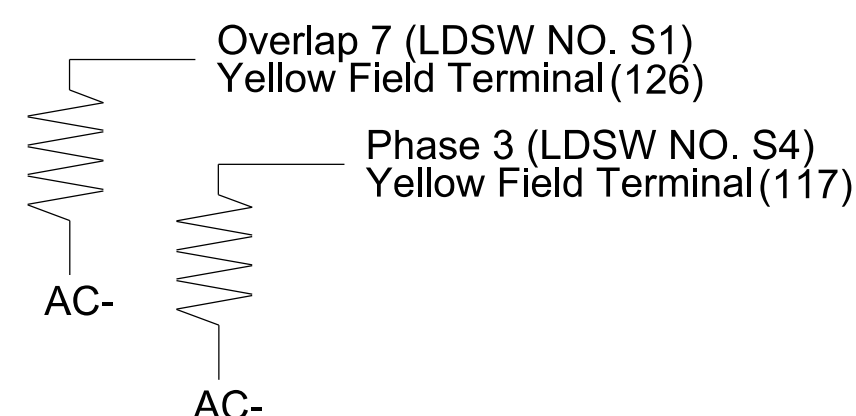 Overlap 7 (LDSW NO. S1)
Yellow Field Terminal (126)
Phase 3 (LDSW NO. S4)
Yellow Field Terminal (117)
AC-
AC-